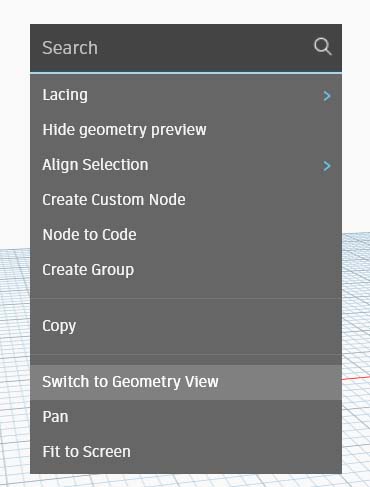 Search
Lacing
Hide geometry preview
Align Selection
Create Custom Node
Node to Code
Create Group
Copy
Switch to Geometry View
Pan
Fit to Screen